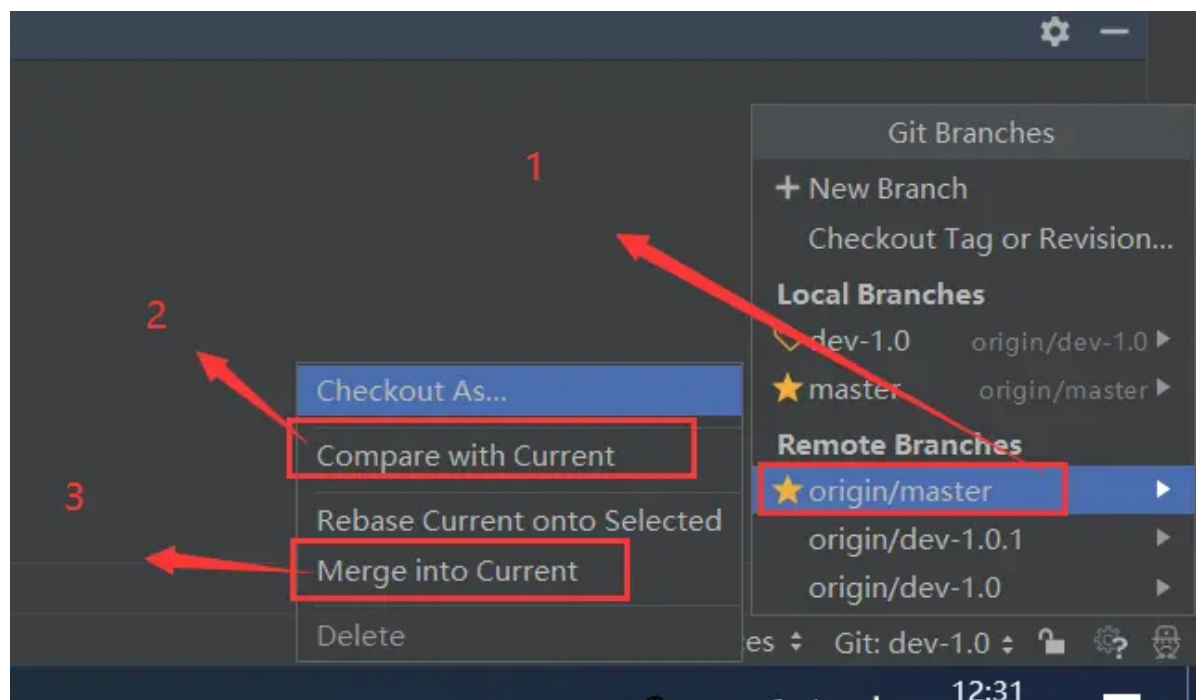 Git Branches
1
New Branch
Checkout Tag or Revision...
Local Branches
2
dev-1.0 origin/dev-1.0
Checkout As...
master origin/master
Compare with Current
Remote Branches
3
origin/master
Rebase Current onto Selected
origin/dev-1.0.1
Merge into Current
origin/dev-1.0
Delete
Git: dev-1.0
12:31